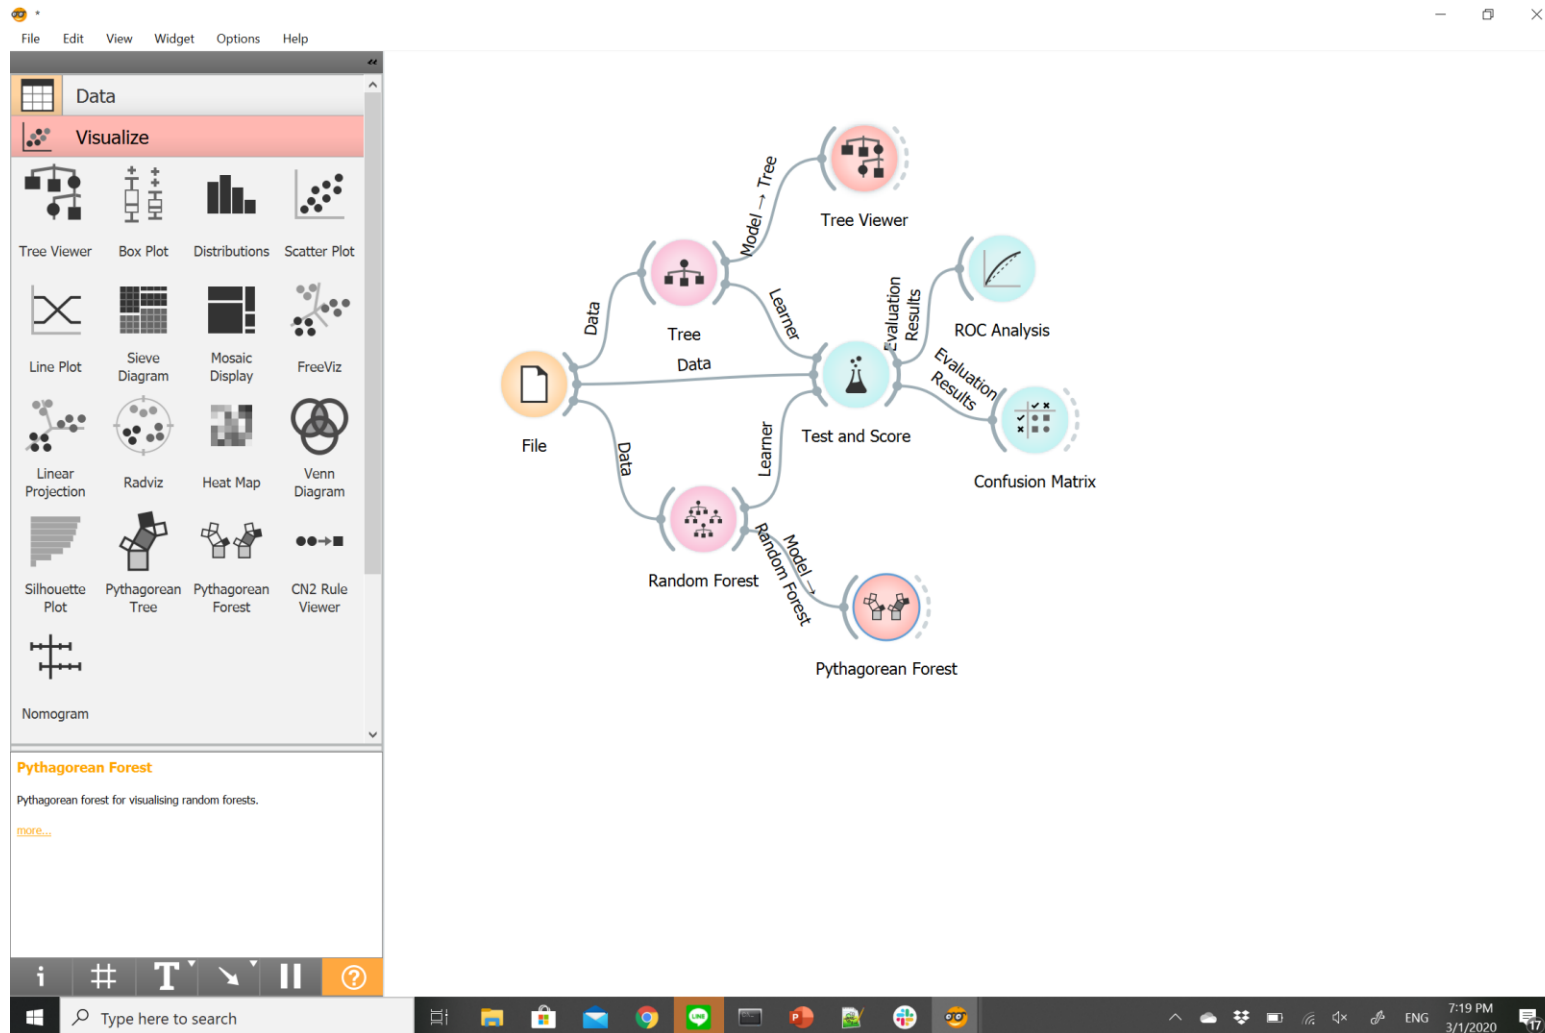 *
File Edit View Widget Options Help
Data
Visualize
Tree Viewer Box Plot Distributions Scatter Plot
Line Plot Sieve Diagram Mosaic Display FreeViz
Linear Projection Radviz Heat Map Venn Diagram
Silhouette Plot Pythagorean Tree Pythagorean Forest CN2 Rule Viewer
Nomogram
Pythagorean Forest
Pythagorean forest for visualising random forests.
more...
File
Data
Tree
Model → Tree
Tree Viewer
Learner
Data
Test and Score
Evaluation
Results
ROC Analysis
Evaluation
Results
Confusion Matrix
Data
Random Forest
Learner
Model →
Random Forest
Pythagorean Forest
i # T ?
Type here to search
LINE
P
ENG
7:19 PM
3/1/2020
17